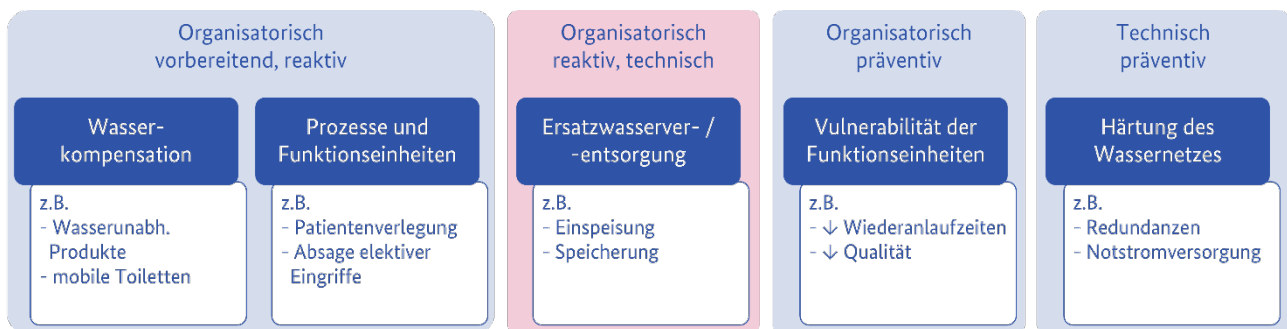 Organisatorisch
vorbereitend, reaktiv
Wasser-
kompensation
z.B.
- Wasserunabh.
Produkte
- mobile Toiletten
Prozesse und
Funktionseinheiten
z.B.
- Patientenverlegung
- Absage elektiver
Eingriffe
Organisatorisch
reaktiv, technisch
Ersatzwasserver- /
-entsorgung
z.B.
- Einspeisung
- Speicherung
Organisatorisch
präventiv
Vulnerabilität der
Funktionseinheiten
z.B.
- ↓ Wiederanlaufzeiten
- ↓ Qualität
Technisch
präventiv
Härtung des
Wassernetzes
z.B.
- Redundanzen
- Notstromversorgung